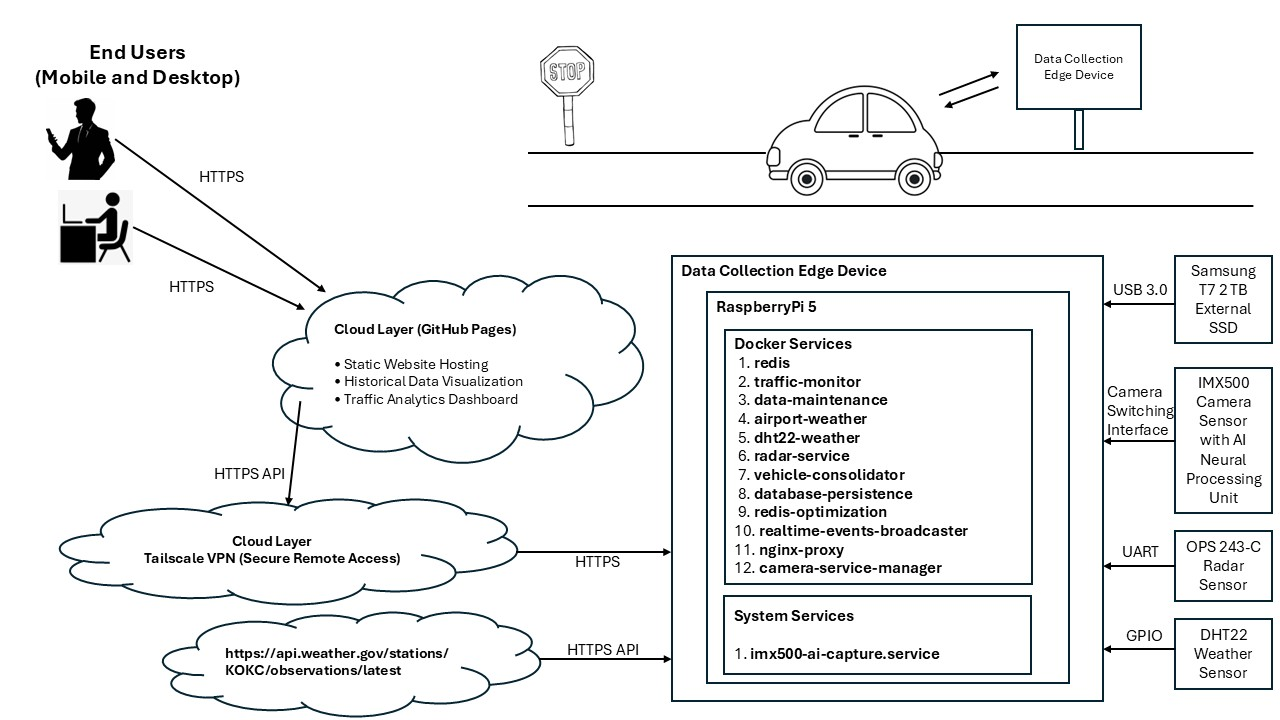 End Users
(Mobile and Desktop)
STOP
Data Collection
Edge Device
HTTPS
HTTPS
Cloud Layer (GitHub Pages)
• Static Website Hosting
• Historical Data Visualization
• Traffic Analytics Dashboard
HTTPS API
Cloud Layer
Tailscale VPN (Secure Remote Access)
HTTPS
https://api.weather.gov/stations/
KOKC/observations/latest
HTTPS API
Data Collection Edge Device
RaspberryPi 5
Docker Services
1. redis
2. traffic-monitor
3. data-maintenance
4. airport-weather
5. dht22-weather
6. radar-service
7. vehicle-consolidator
8. database-persistence
9. redis-optimization
10. realtime-events-broadcaster
11. nginx-proxy
12. camera-service-manager
System Services
1. imx500-ai-capture.service
USB 3.0
Samsung
T7 2 TB
External
SSD
Camera
Switching
Interface
IMX500
Camera
Sensor
with AI
Neural
Processing
Unit
UART
OPS 243-C
Radar
Sensor
GPIO
DHT22
Weather
Sensor